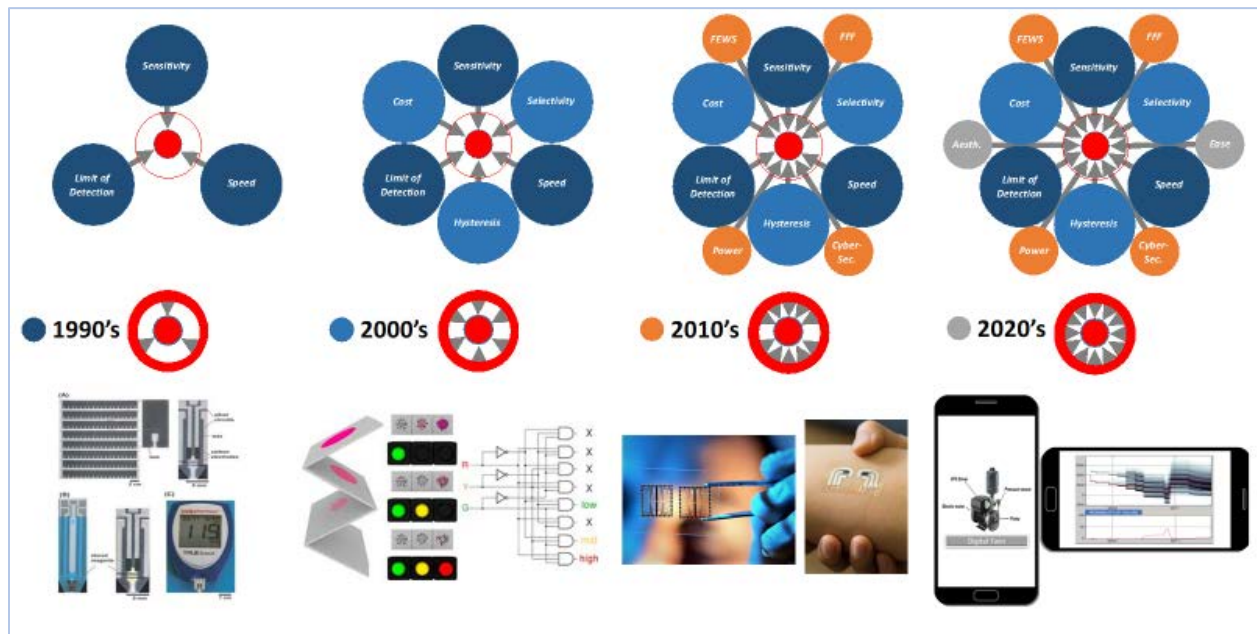 Sensitivity
Limit of
Detection
Speed
Sensitivity
Cost
Selectivity
Limit of
Detection
Speed
Hysteresis
FEWS
FFF
Sensitivity
Cost
Selectivity
Limit of
Detection
Speed
Hysteresis
Power
Cyber-
Sec.
FEWS
FFF
Sensitivity
Cost
Selectivity
Aesth.
Ease
Limit of
Detection
Speed
Hysteresis
Power
Cyber-
Sec.
1990's
2000's
2010's
2020's
(A)
(B)
(C)
119
R
Y
G
X
X
X
X
low
X
mid
high
Digital Twin